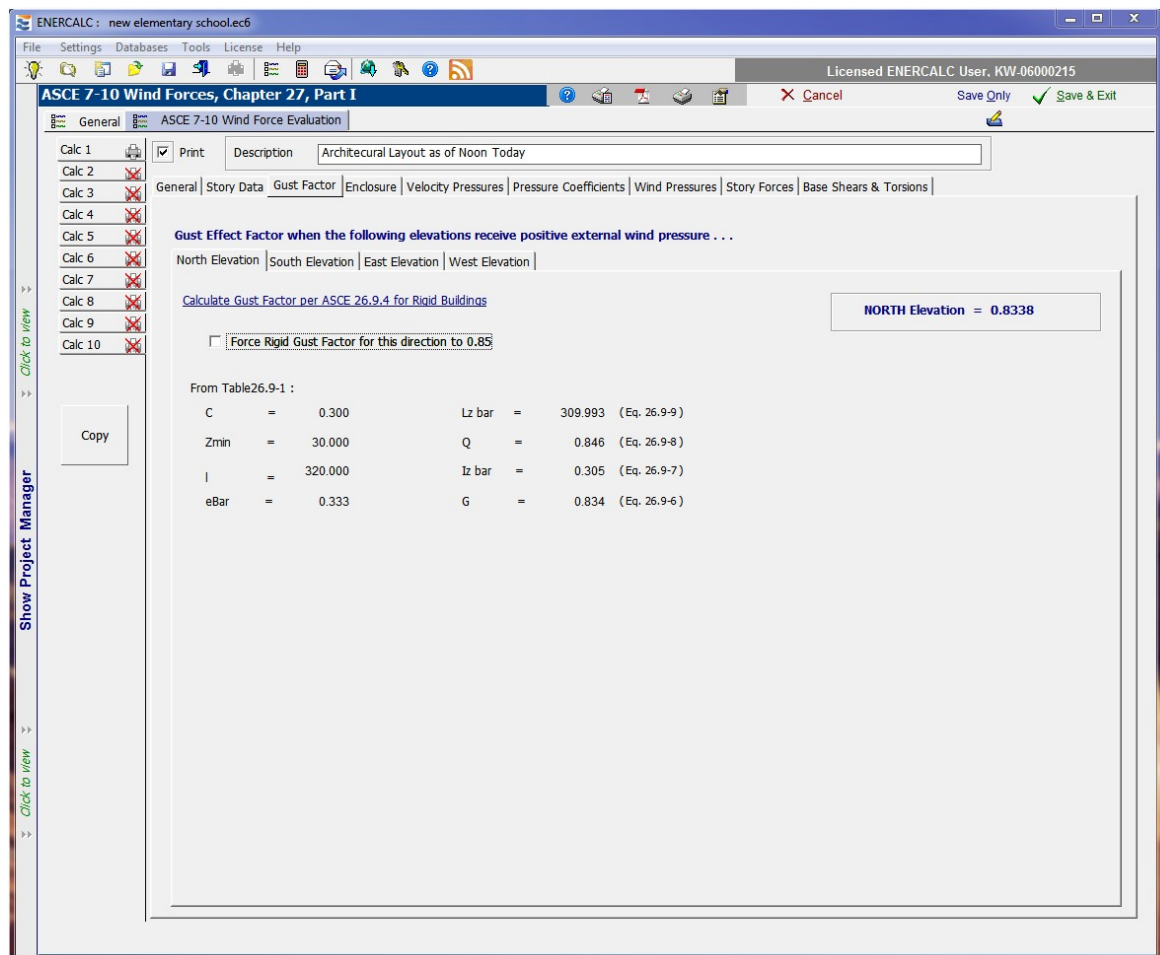 ENERCALC : new elementary school.ec6
File Settings Databases Tools License Help
Licensed ENERCALC User, KW-06000215
ASCE 7-10 Wind Forces, Chapter 27, Part I
Cancel Save Only Save & Exit
General ASCE 7-10 Wind Force Evaluation
Calc 1
Calc 2
Calc 3
Calc 4
Calc 5
Calc 6
Calc 7
Calc 8
Calc 9
Calc 10
Copy
Click to view
Show Project Manager
Click to view
Print Description Architecural Layout as of Noon Today
General Story Data Gust Factor Enclosure Velocity Pressures Pressure Coefficients Wind Pressures Story Forces Base Shears & Torsions
Gust Effect Factor when the following elevations receive positive external wind pressure . . .
North Elevation South Elevation East Elevation West Elevation
Calculate Gust Factor per ASCE 26.9.4 for Rigid Buildings
NORTH Elevation = 0.8338
Force Rigid Gust Factor for this direction to 0.85
From Table26.9-1 :
C = 0.300 Lz bar = 309.993 (Eq. 26.9-9)
Zmin = 30.000 Q = 0.846 (Eq. 26.9-8)
l = 320.000 Iz bar = 0.305 (Eq. 26.9-7)
eBar = 0.333 G = 0.834 (Eq. 26.9-6)